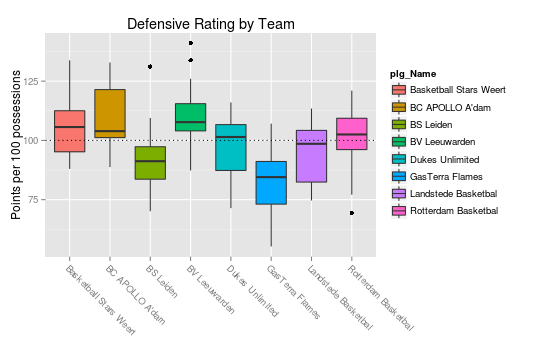 Defensive Rating by Team
Points per 100 possessions
125
100
75
Basketball Stars Weert
BC APOLLO A'dam
BS Leiden
BV Leeuwarden
Dukes Unlimited
GasTerra Flames
Landstede Basketbal
Rotterdam Basketbal
plg_Name
Basketball Stars Weert
BC APOLLO A'dam
BS Leiden
BV Leeuwarden
Dukes Unlimited
GasTerra Flames
Landstede Basketbal
Rotterdam Basketbal